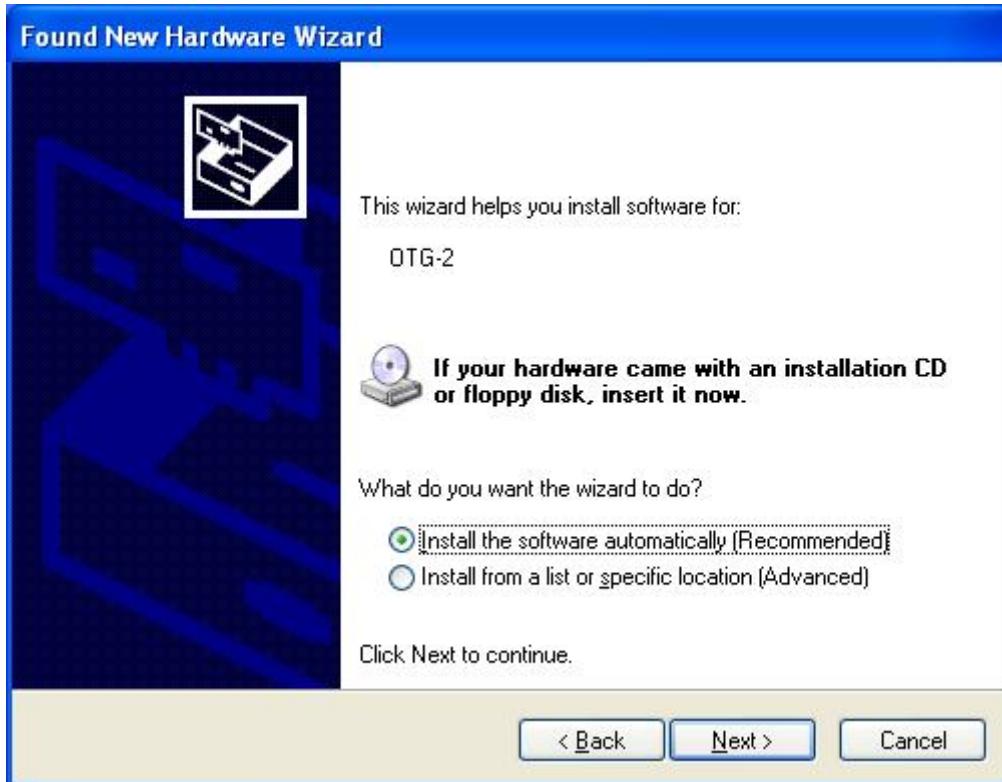 Found New Hardware Wizard
This wizard helps you install software for:
OTG-2
If your hardware came with an installation CD
or floppy disk, insert it now.
What do you want the wizard to do?
Install the software automatically (Recommended)
Install from a list or specific location (Advanced)
Click Next to continue.
< Back Next > Cancel